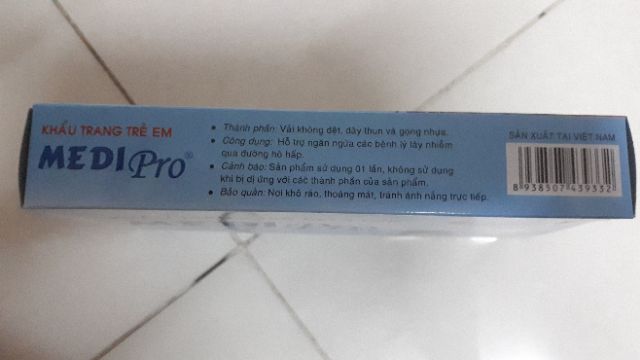 KHẨU TRANG TRẺ EM
MEDIPro®
• Thành phần: Vải không dệt, dây thun và gọng nhựa.
• Công dụng: Hỗ trợ ngăn ngừa các bệnh lý lây nhiễm
qua đường hô hấp.
• Cảnh báo: Sản phẩm sử dụng 01 lần, không sử dụng
khi bị dị ứng với các thành phần của sản phẩm.
• Bảo quản: Nơi khô ráo, thoáng mát, tránh ánh nắng trực tiếp.
SẢN XUẤT TẠI VIỆT NAM
8 938507 439332